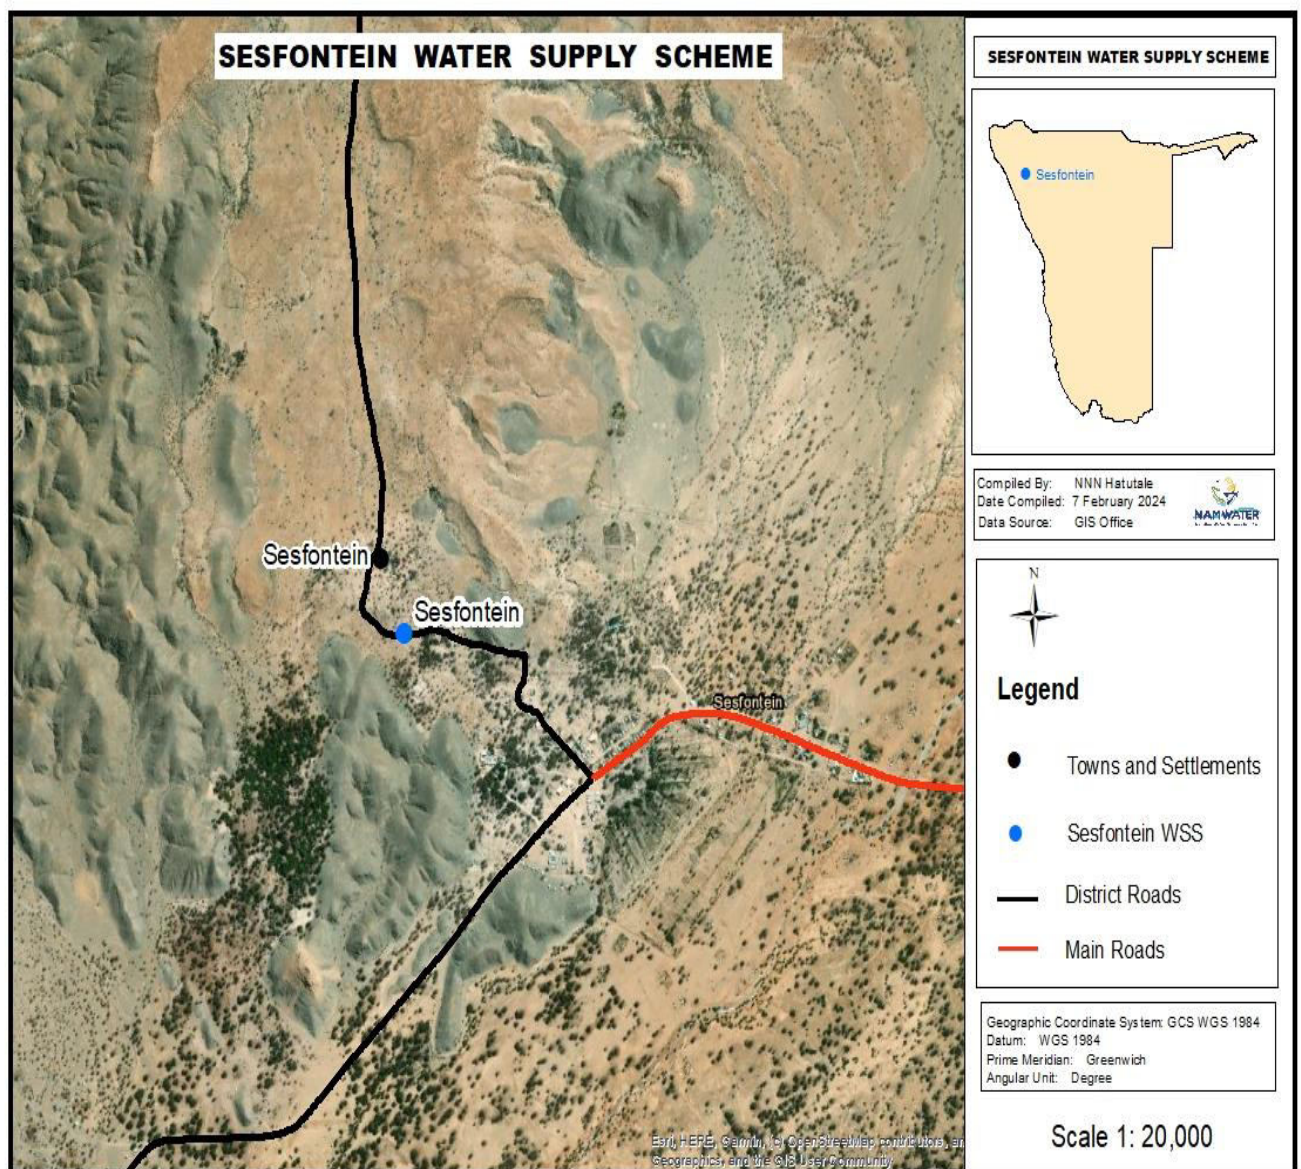 SESFONTEIN WATER SUPPLY SCHEME
Sesfontein
Sesfontein
Sesfontein
Esri, HERE, Garmin, (c) OpenStreetMap contributors, an
Geographics, and the GIS User Community
SESFONTEIN WATER SUPPLY SCHEME
Sesfontein
Compiled By: NNN Hatutale
Date Compiled: 7 February 2024
Data Source: GIS Office
NAMWATER
N
Legend
Towns and Settlements
Sesfontein WSS
District Roads
Main Roads
Geographic Coordinate System: GCS WGS 1984
Datum: WGS 1984
Prime Meridian: Greenwich
Angular Unit: Degree
Scale 1: 20,000